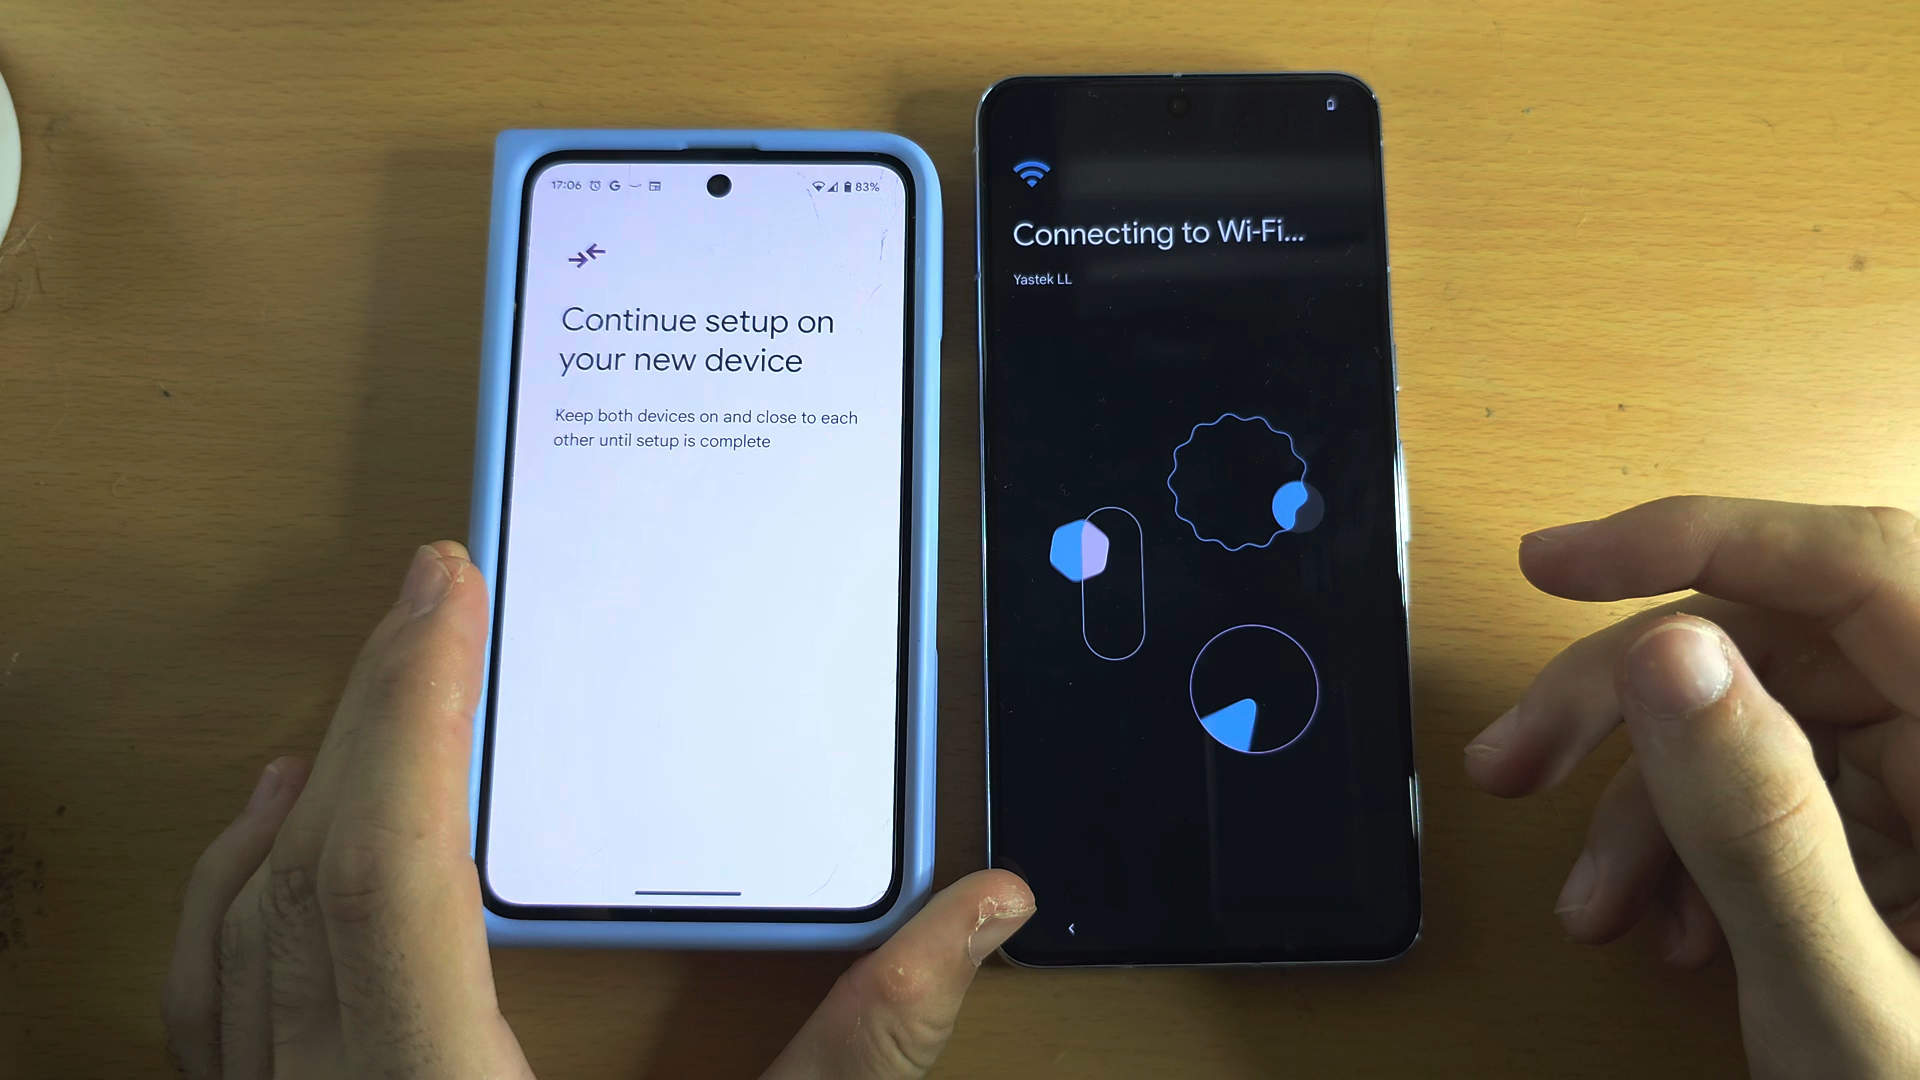 17:06 83%
Continue setup on
your new device
Keep both devices on and close to each
other until setup is complete
Connecting to Wi-Fi...
Yastek LL